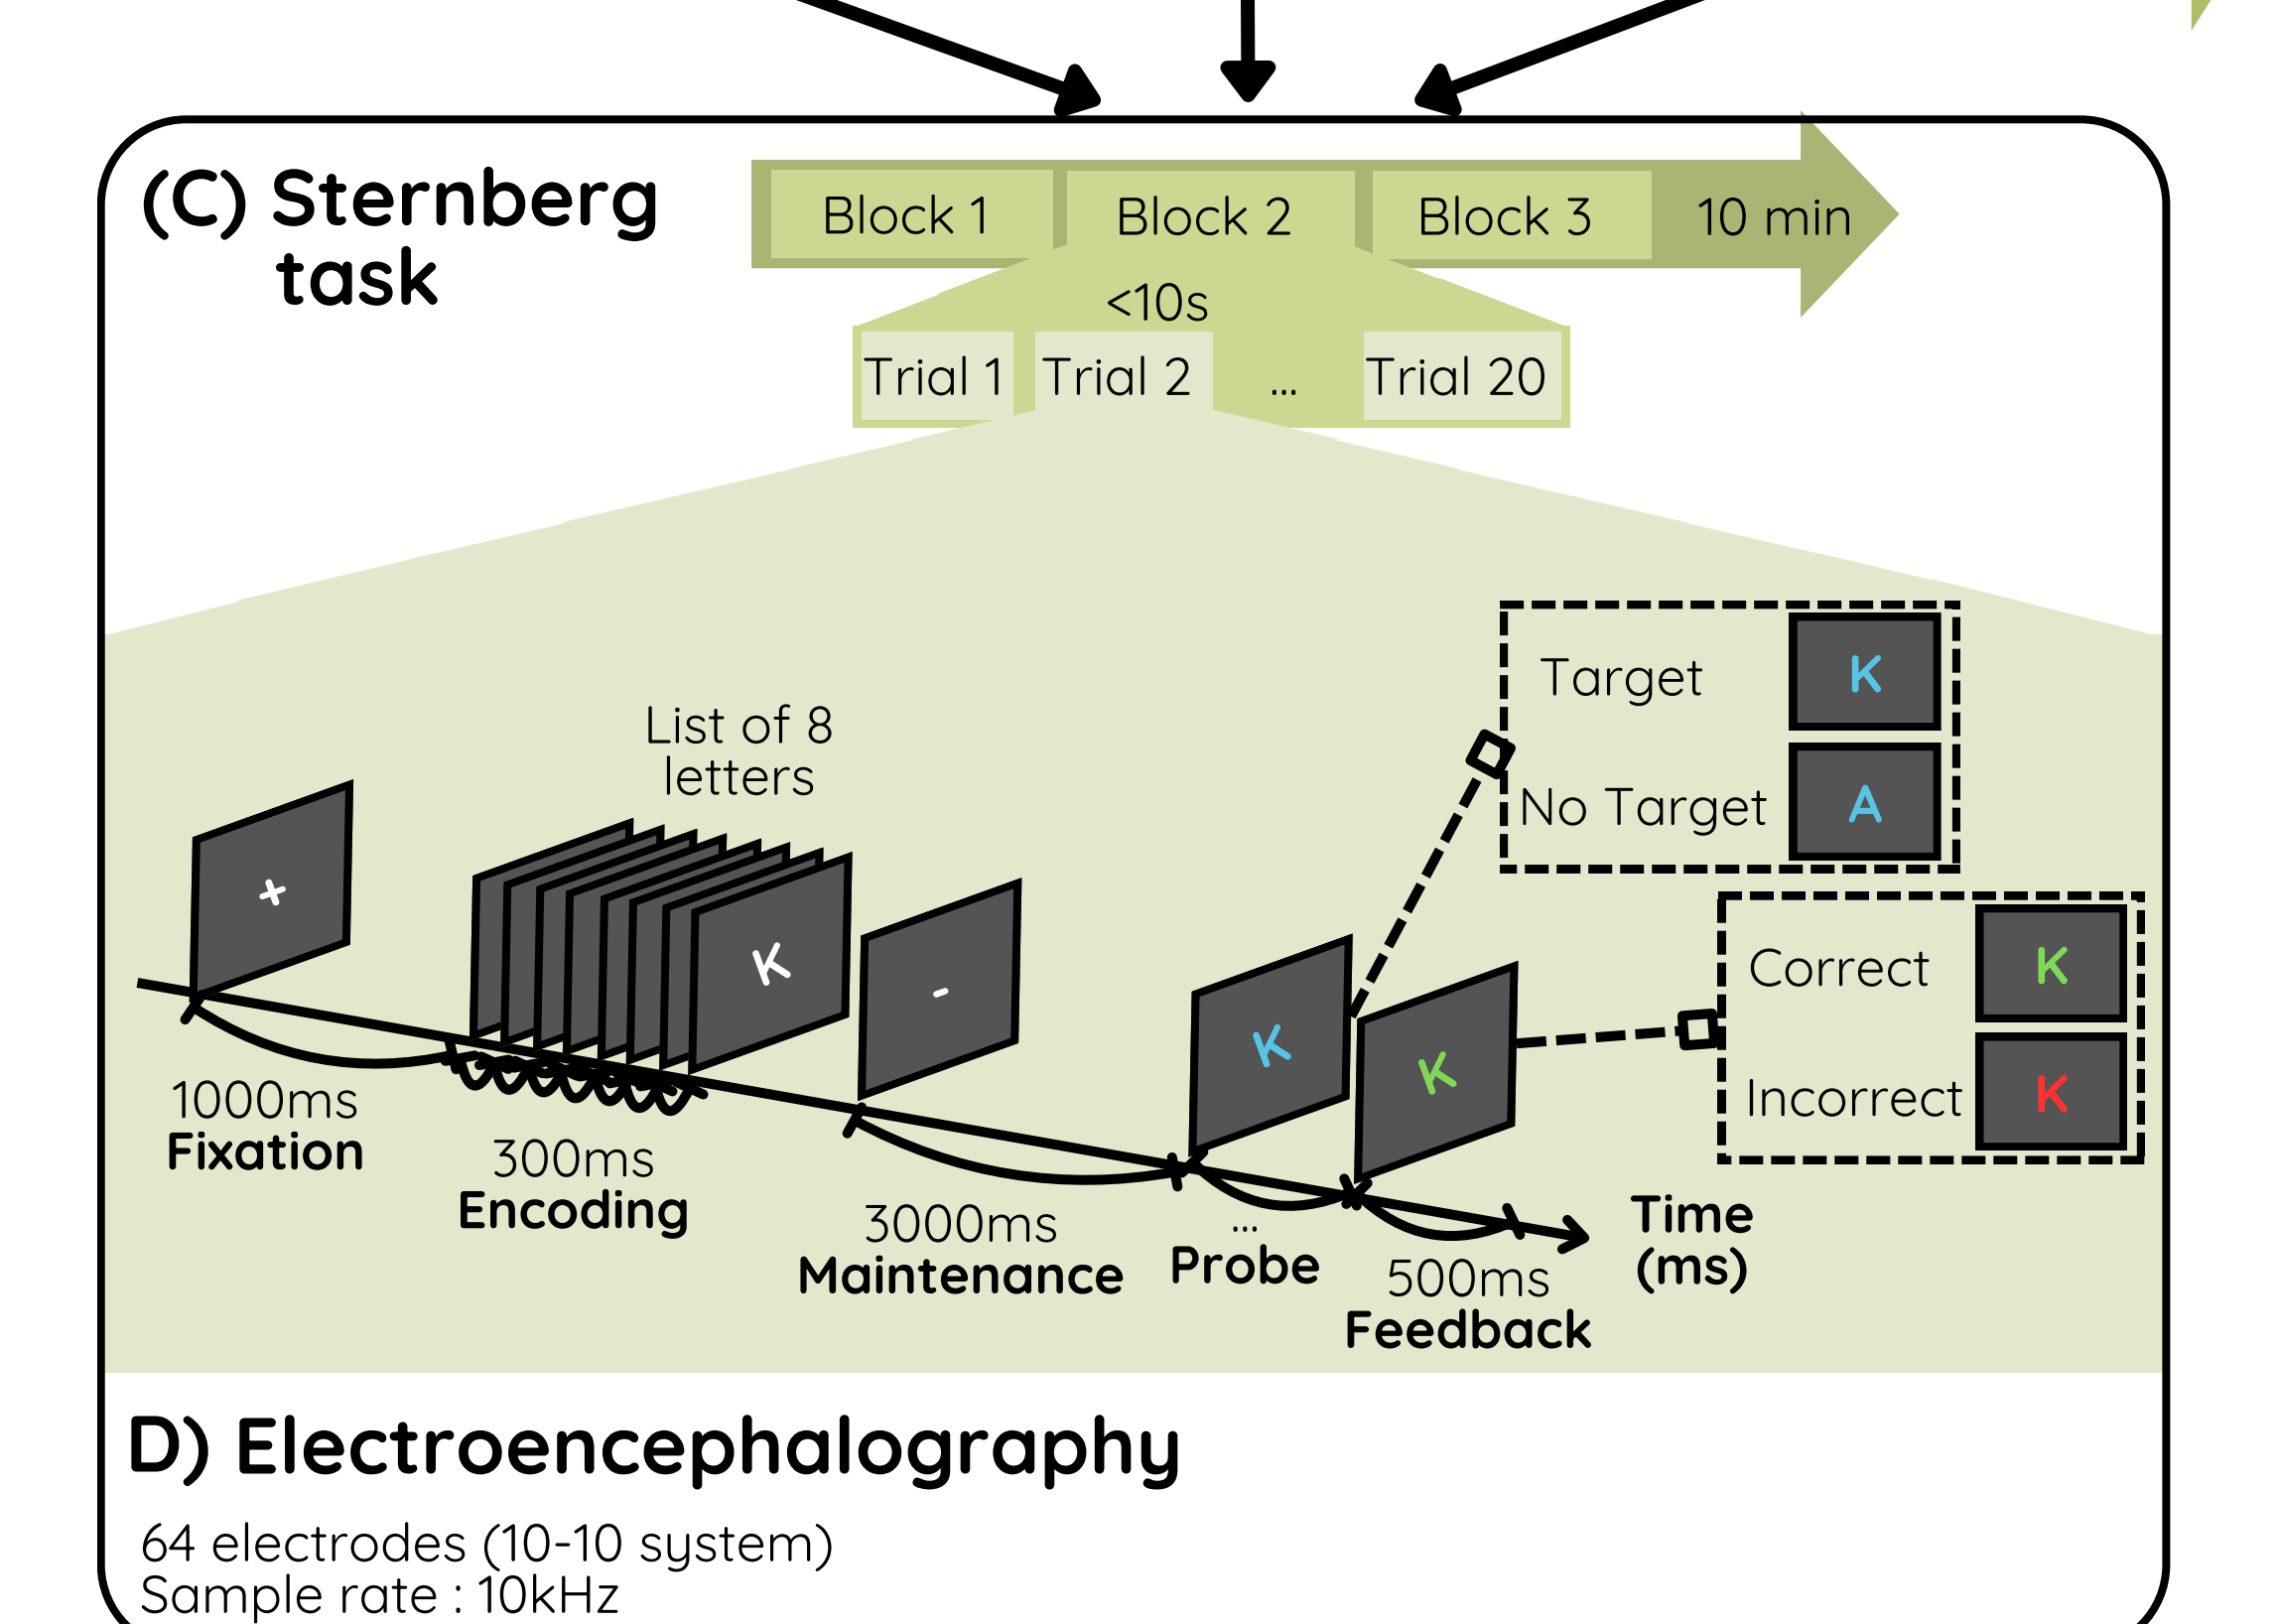 (C) Sternberg
task
Block 1
Block 2
Block 3
10 min
<10s
Trial 1
Trial 2
...
Trial 20
List of 8
letters
Target
K
No Target
A
Correct
K
Incorrect
K
+
K
-
K
K
1000ms
Fixation
300ms
Encoding
3000ms
Maintenance
...
Probe
500ms
Feedback
Time
(ms)
D) Electroencephalography
64 electrodes (10-10 system)
Sample rate : 10kHz